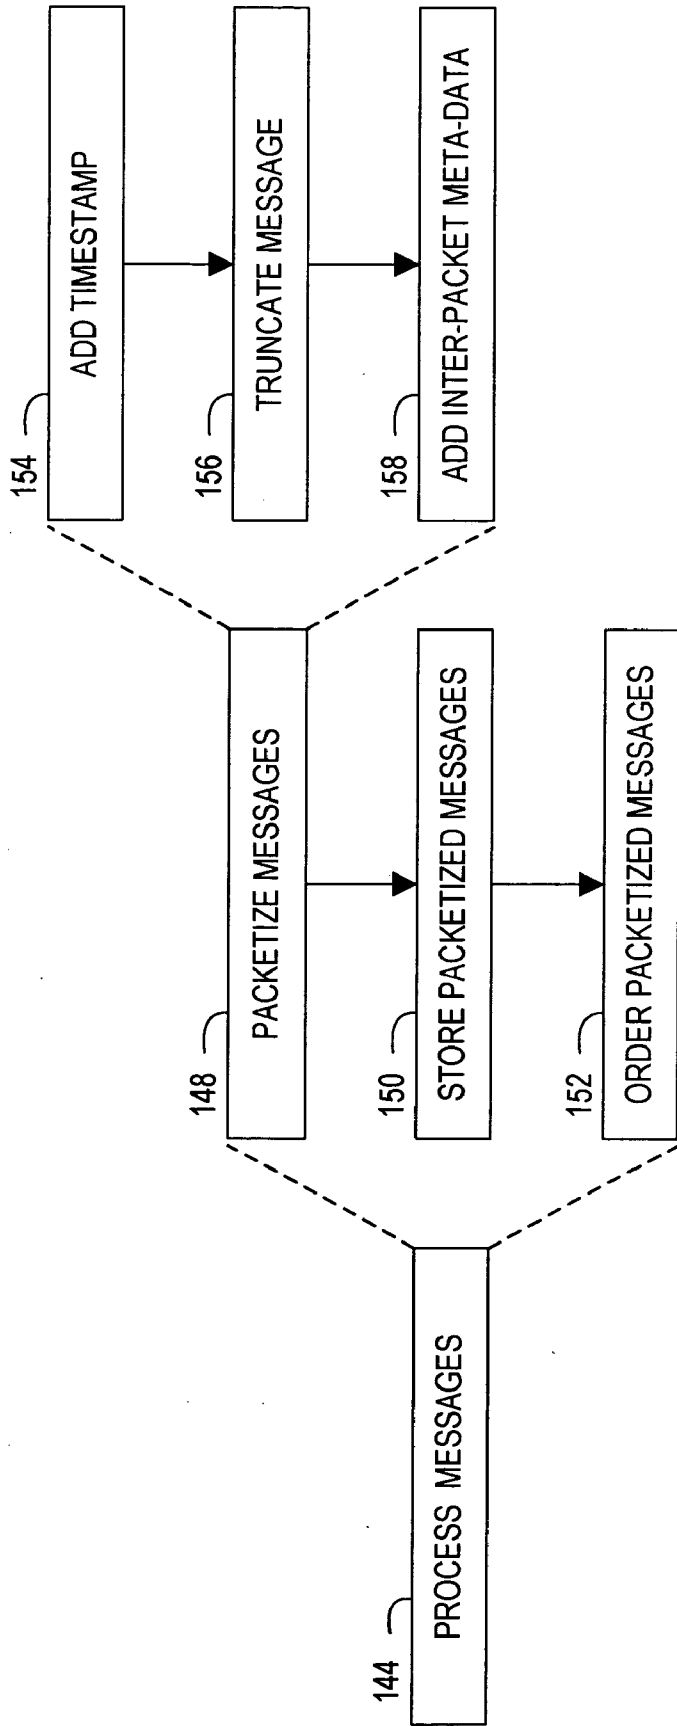 144
PROCESS MESSAGES
148
PACKETIZE MESSAGES
150
STORE PACKETIZED MESSAGES
152
ORDER PACKETIZED MESSAGES
154
ADD TIMESTAMP
156
TRUNCATE MESSAGE
158
ADD INTER-PACKET META-DATA